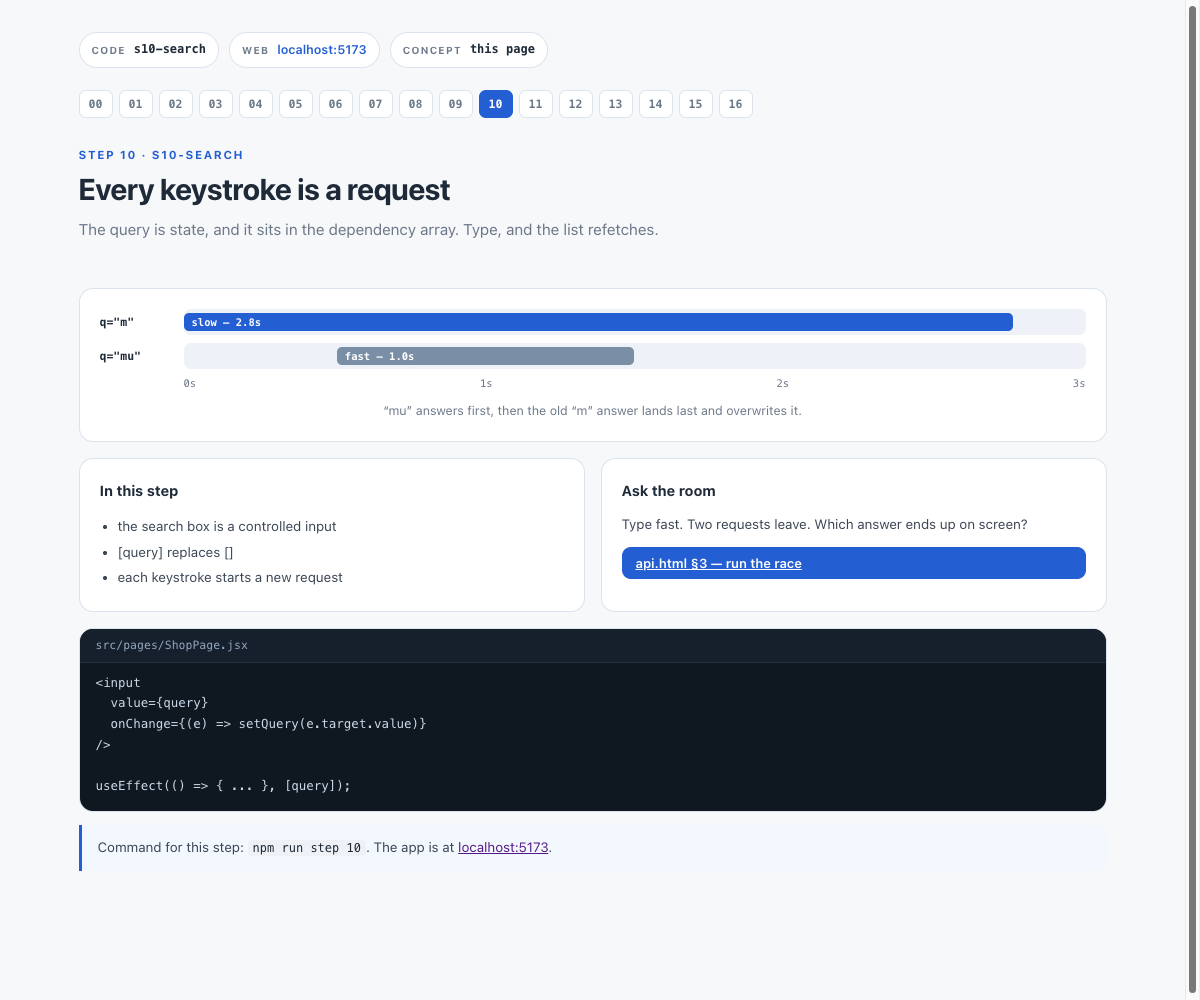 CODE s10-search WEB localhost:5173 CONCEPT this page
00 01 02 03 04 05 06 07 08 09 10 11 12 13 14 15 16
STEP 10 · S10-SEARCH
Every keystroke is a request
The query is state, and it sits in the dependency array. Type, and the list refetches.
q="m" slow — 2.8s
q="mu" fast — 1.0s
0s 1s 2s 3s
“mu” answers first, then the old “m” answer lands last and overwrites it.
In this step
• the search box is a controlled input
• [query] replaces []
• each keystroke starts a new request
Ask the room
Type fast. Two requests leave. Which answer ends up on screen?
api.html §3 — run the race
src/pages/ShopPage.jsx
<input
  value={query}
  onChange={(e) => setQuery(e.target.value)}
/>
useEffect(() => { ... }, [query]);
Command for this step: npm run step 10. The app is at localhost:5173.